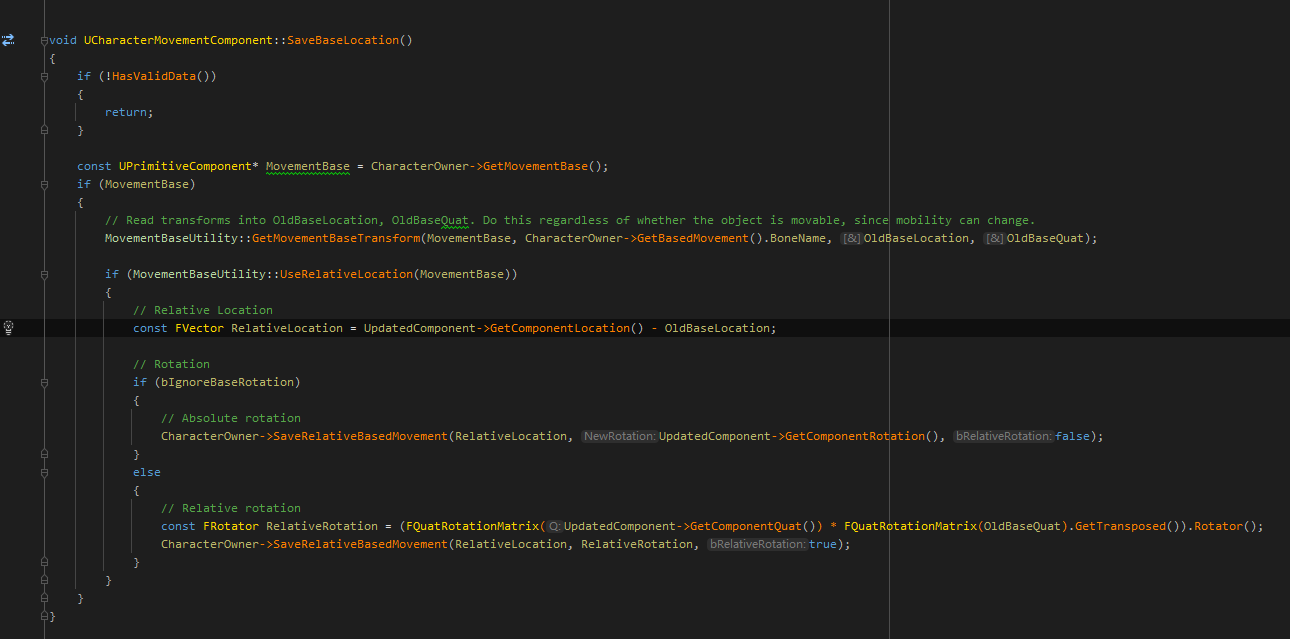 void UCharacterMovementComponent::SaveBaseLocation()
{
if (!HasValidData())
{
return;
}
const UPrimitiveComponent* MovementBase = CharacterOwner->GetMovementBase();
if (MovementBase)
{
// Read transforms into OldBaseLocation, OldBaseQuat. Do this regardless of whether the object is movable, since mobility can change.
MovementBaseUtility::GetMovementBaseTransform(MovementBase, CharacterOwner->GetBasedMovement().BoneName, [&]OldBaseLocation, [&]OldBaseQuat);
if (MovementBaseUtility::UseRelativeLocation(MovementBase))
{
// Relative Location
const FVector RelativeLocation = UpdatedComponent->GetComponentLocation() - OldBaseLocation;
// Rotation
if (bIgnoreBaseRotation)
{
// Absolute rotation
CharacterOwner->SaveRelativeBasedMovement(RelativeLocation, NewRotation: UpdatedComponent->GetComponentRotation(), bRelativeRotation: false);
}
else
{
// Relative rotation
const FRotator RelativeRotation = (FQuatRotationMatrix( Q: UpdatedComponent->GetComponentQuat()) * FQuatRotationMatrix(OldBaseQuat).GetTransposed()).Rotator();
CharacterOwner->SaveRelativeBasedMovement(RelativeLocation, RelativeRotation, bRelativeRotation: true);
}
}
}
}